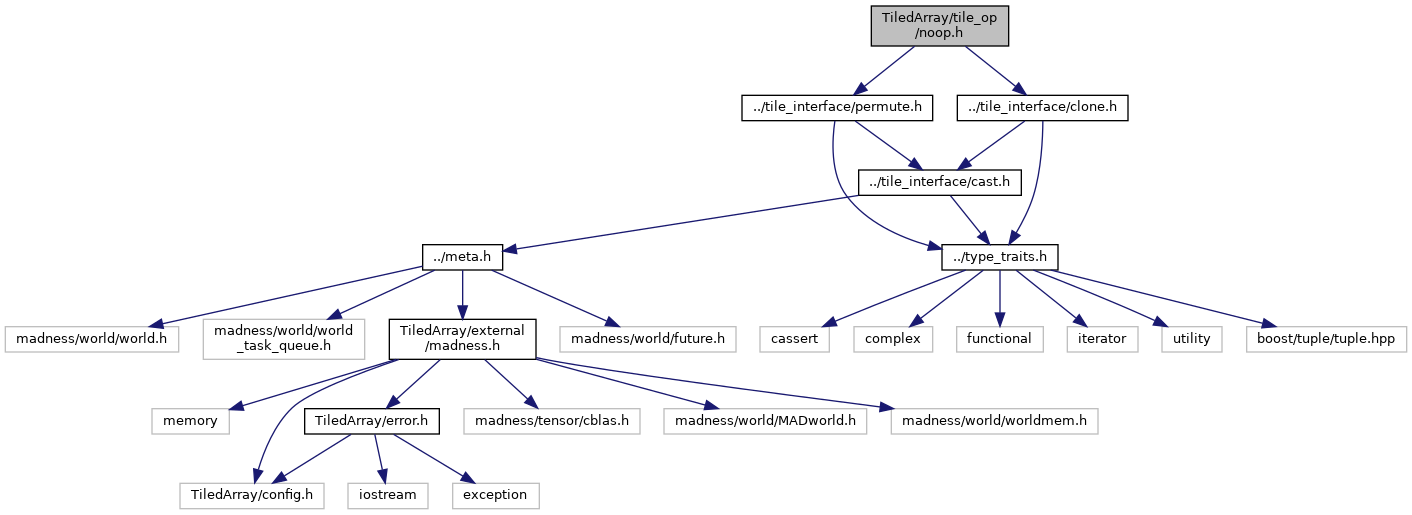 TiledArray/tile_op
/noop.h
../tile_interface/permute.h
../tile_interface/clone.h
../tile_interface/cast.h
../meta.h
../type_traits.h
madness/world/world.h
madness/world/world
_task_queue.h
TiledArray/external
/madness.h
madness/world/future.h
cassert
complex
functional
iterator
utility
boost/tuple/tuple.hpp
memory
TiledArray/error.h
madness/tensor/cblas.h
madness/world/MADworld.h
madness/world/worldmem.h
TiledArray/config.h
iostream
exception